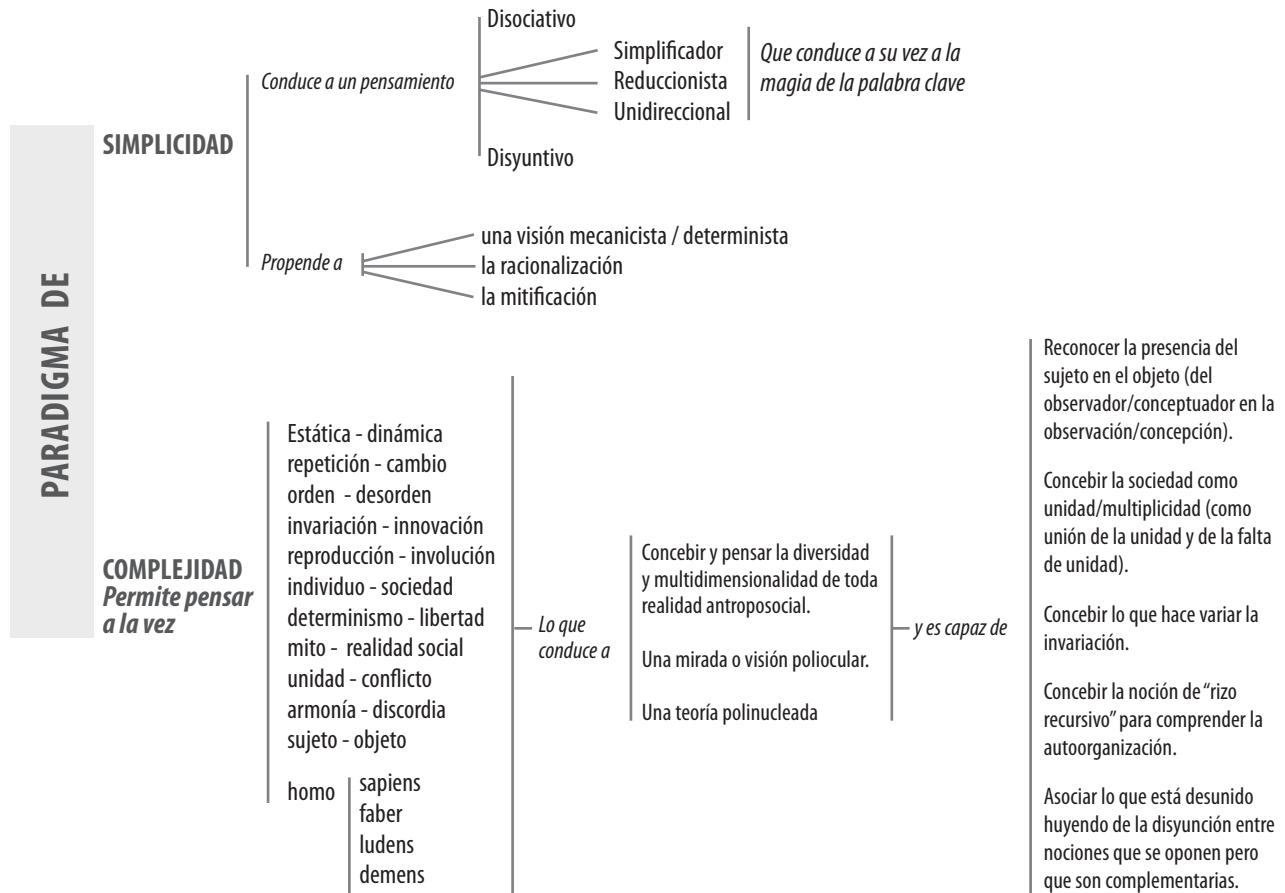 PARADIGMA DE
SIMPLICIDAD
Conduce a un pensamiento
Disociativo
Simplificador
Reduccionista
Unidireccional
Que conduce a su vez a la
magia de la palabra clave
Disyuntivo
Propende a
una visión mecanicista / determinista
la racionalización
la mitificación
COMPLEJIDAD
Permite pensar
a la vez
Estática - dinámica
repetición - cambio
orden - desorden
invariación - innovación
reproducción - involución
individuo - sociedad
determinismo - libertad
mito - realidad social
unidad - conflicto
armonía - discordia
sujeto - objeto
homo
sapiens
faber
ludens
demens
Lo que
conduce a
Concebir y pensar la diversidad
y multidimensionalidad de toda
realidad antroposocial.
Una mirada o visión poliocular.
Una teoría polinucleada
y es capaz de
Reconocer la presencia del
sujeto en el objeto (del
observador/conceptuador en la
observación/concepción).
Concebir la sociedad como
unidad/multiplicidad (como
unión de la unidad y de la falta
de unidad).
Concebir lo que hace variar la
invariación.
Concebir la noción de “rizo
recursivo” para comprender la
autoorganización.
Asociar lo que está desunido
huyendo de la disyunción entre
nociones que se oponen pero
que son complementarias.